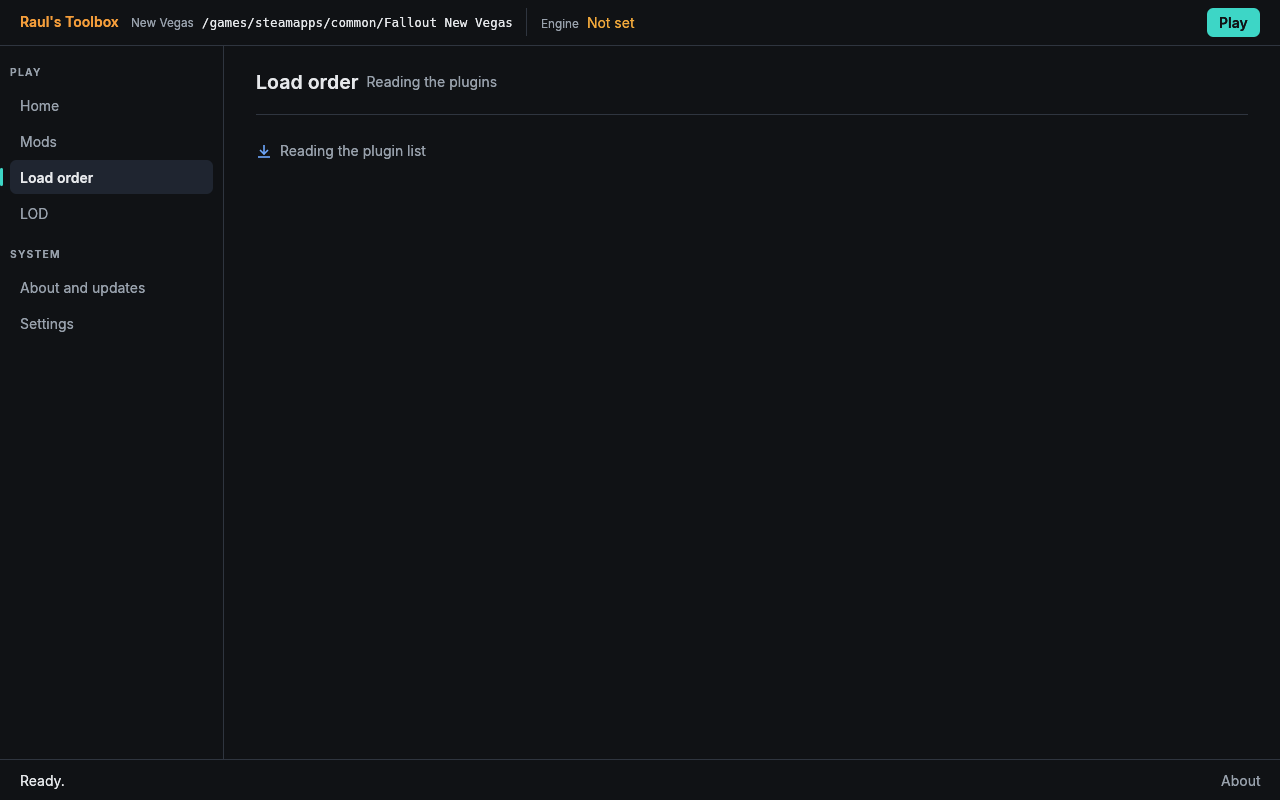 Raul's Toolbox New Vegas /games/steamapps/common/Fallout New Vegas Engine Not set Play
PLAY
Home
Mods
Load order
LOD
SYSTEM
About and updates
Settings
Load order Reading the plugins
Reading the plugin list
Ready. About